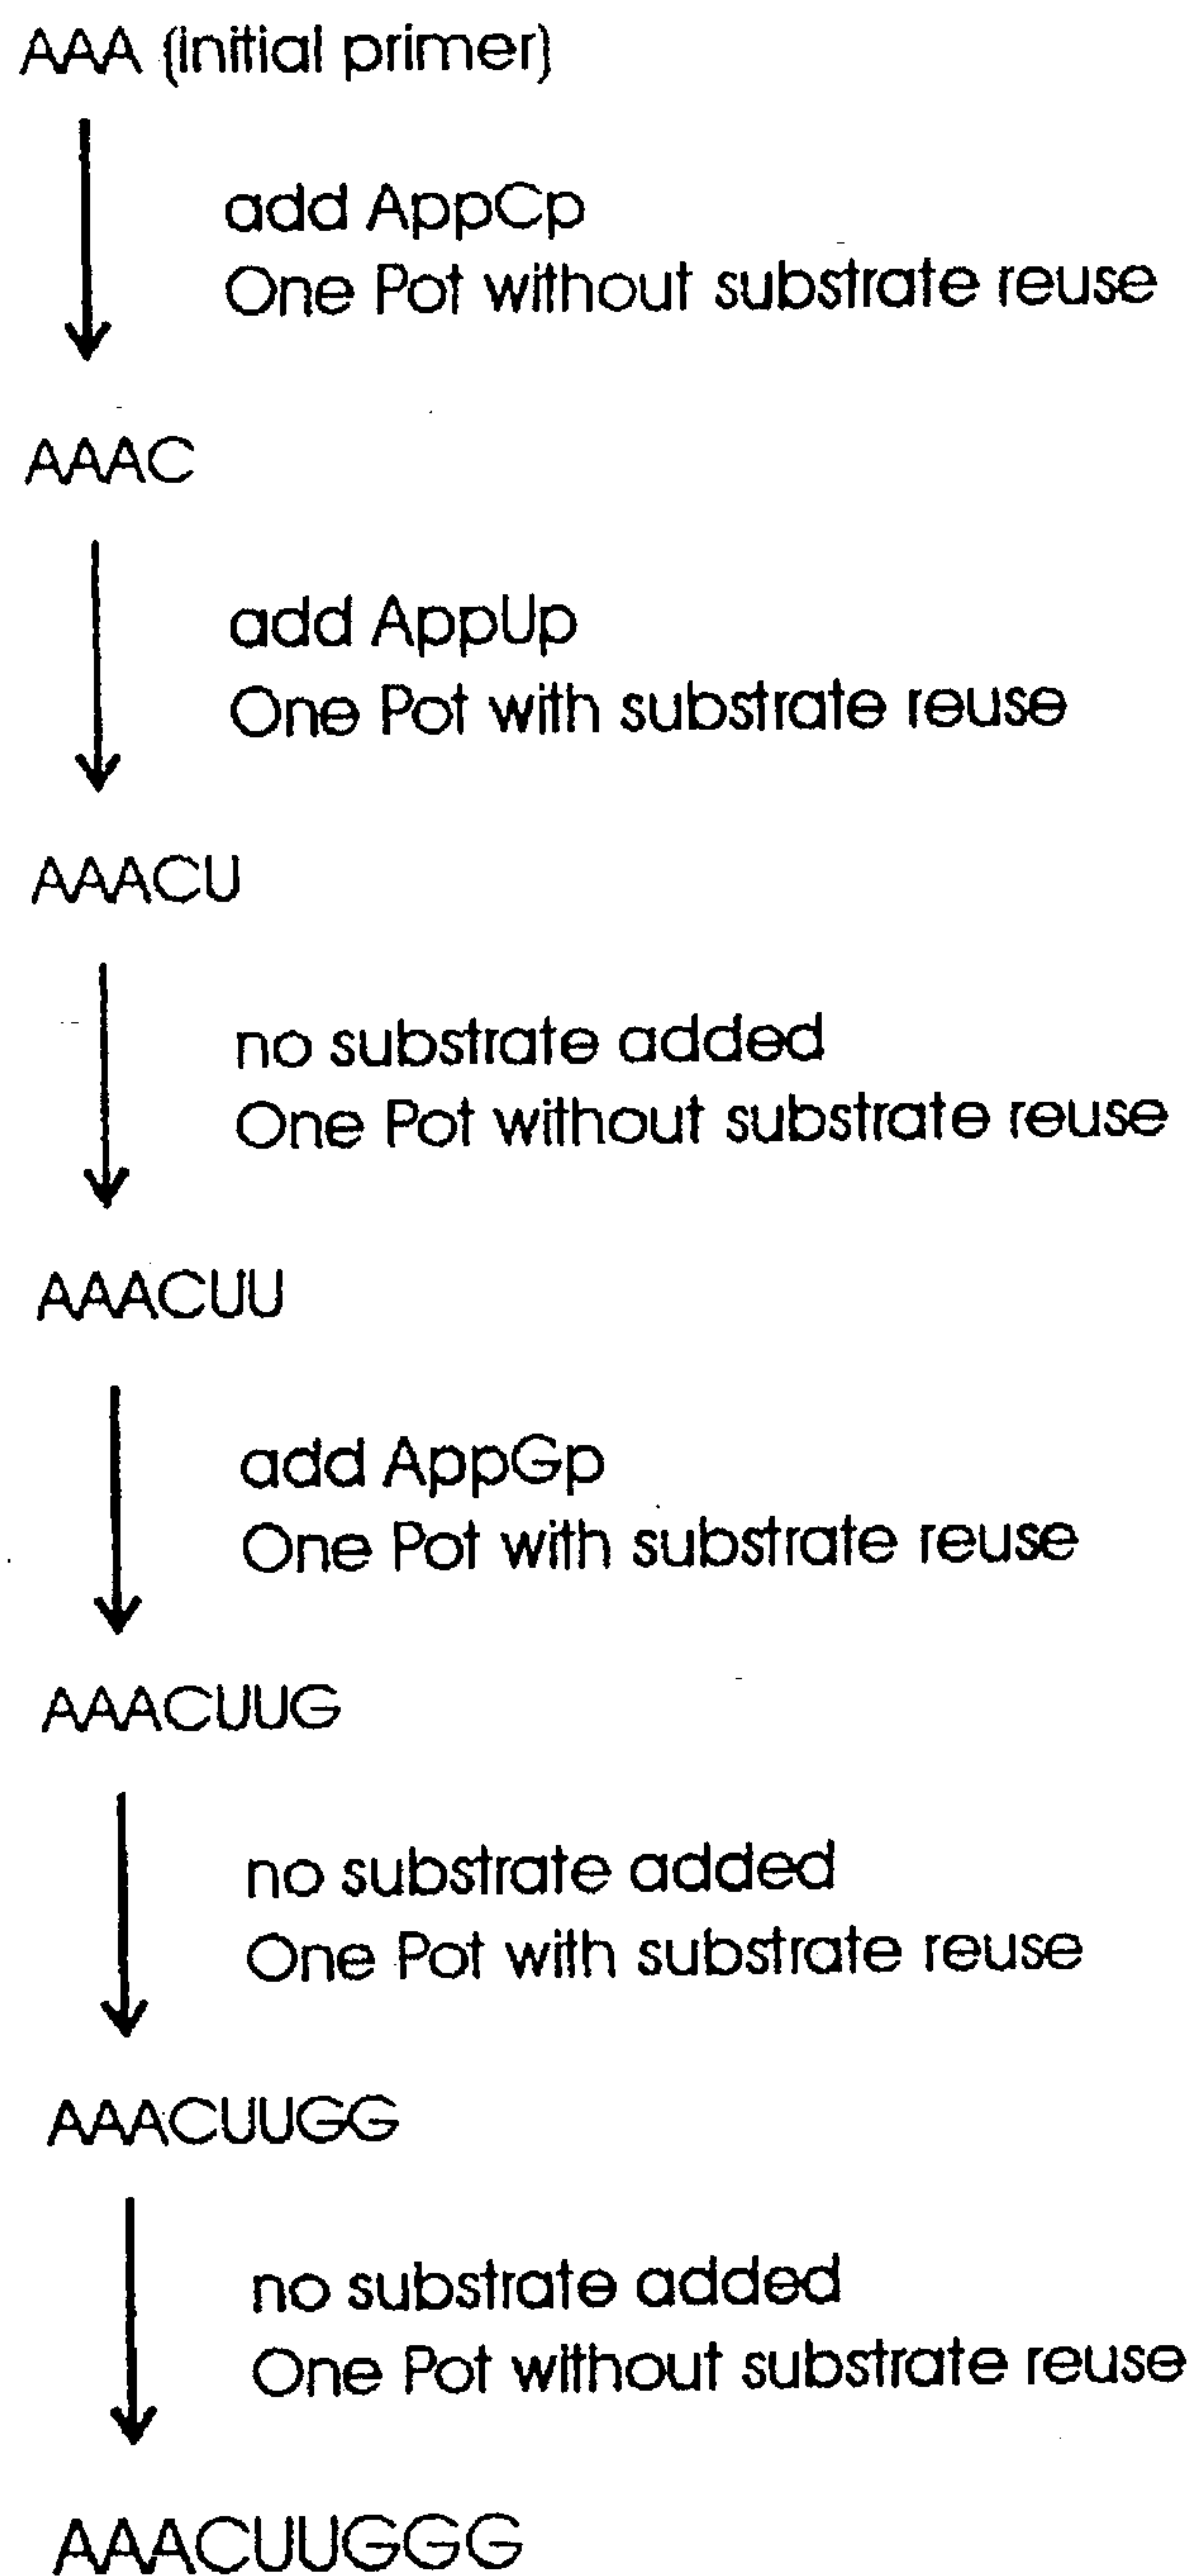 AAA (initial primer)
add AppCp
One Pot without substrate reuse
AAAC
add AppUp
One Pot with substrate reuse
AAACU
no substrate added
One Pot without substrate reuse
AAACUU
add AppGp
One Pot with substrate reuse
AAACUUG
no substrate added
One Pot with substrate reuse
AAACUUGG
no substrate added
One Pot without substrate reuse
AAACUUGGG